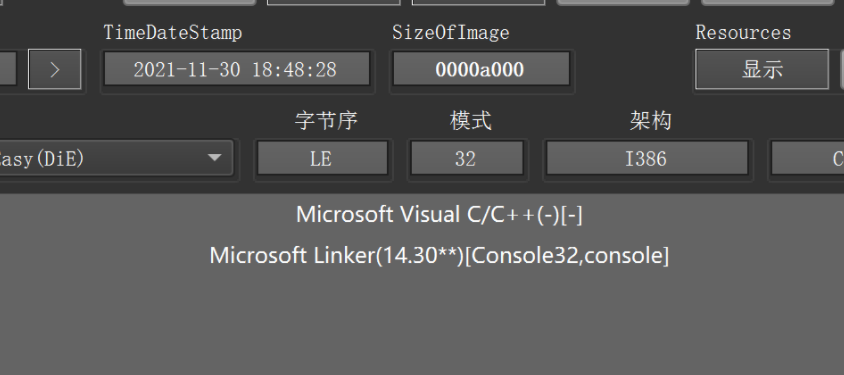 TimeDateStamp SizeOfImage Resources
> 2021-11-30 18:48:28 0000a000 显示
字节序 模式 架构
Easy(DiE) LE 32 I386 C
Microsoft Visual C/C++(-)[-]
Microsoft Linker(14.30**)[Console32,console]